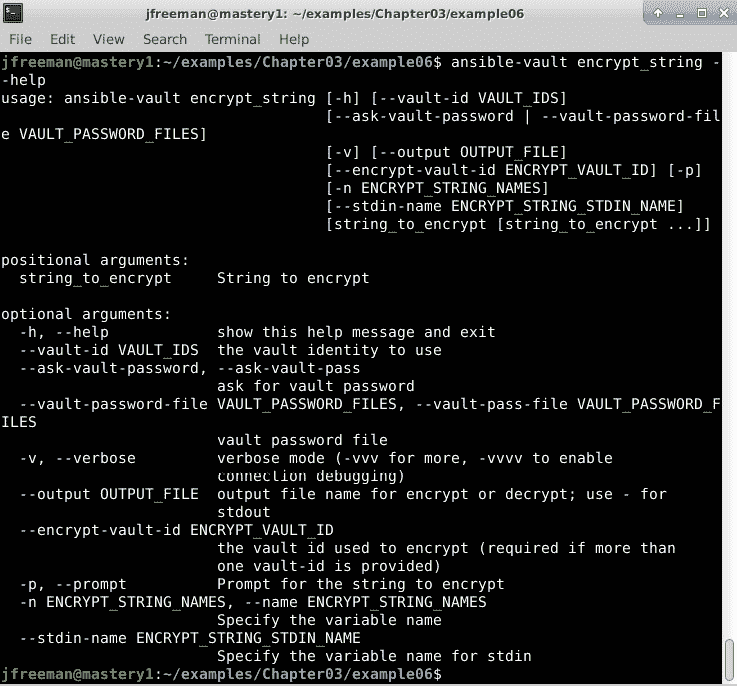 jfreeman@mastery1: ~/examples/Chapter03/example06
File Edit View Search Terminal Help
jfreeman@mastery1:~/examples/Chapter03/example06$ ansible-vault encrypt_string -
-help
usage: ansible-vault encrypt_string [-h] [--vault-id VAULT_IDS]
[--ask-vault-password | --vault-password-fil
e VAULT_PASSWORD_FILES]
[-v] [--output OUTPUT_FILE]
[--encrypt-vault-id ENCRYPT_VAULT_ID] [-p]
[-n ENCRYPT_STRING_NAMES]
[--stdin-name ENCRYPT_STRING_STDIN_NAME]
[string_to_encrypt [string_to_encrypt ...]]
positional arguments:
string_to_encrypt     String to encrypt
optional arguments:
-h, --help            show this help message and exit
--vault-id VAULT_IDS  the vault identity to use
--ask-vault-password, --ask-vault-pass
ask for vault password
--vault-password-file VAULT_PASSWORD_FILES, --vault-pass-file VAULT_PASSWORD_F
ILES
vault password file
-v, --verbose         verbose mode (-vvv for more, -vvvv to enable
connection debugging)
--output OUTPUT_FILE  output file name for encrypt or decrypt; use - for
stdout
--encrypt-vault-id ENCRYPT_VAULT_ID
the vault id used to encrypt (required if more than
one vault-id is provided)
-p, --prompt          Prompt for the string to encrypt
-n ENCRYPT_STRING_NAMES, --name ENCRYPT_STRING_NAMES
Specify the variable name
--stdin-name ENCRYPT_STRING_STDIN_NAME
Specify the variable name for stdin
jfreeman@mastery1:~/examples/Chapter03/example06$